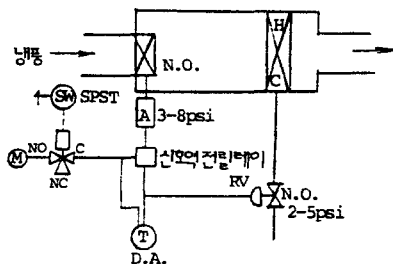 H
냉풍
N.O.
C
SW SPST
A 3-8psi
NO C
M
신호역전릴레이
NC
RV
N.O.
2-5psi
T
D.A.